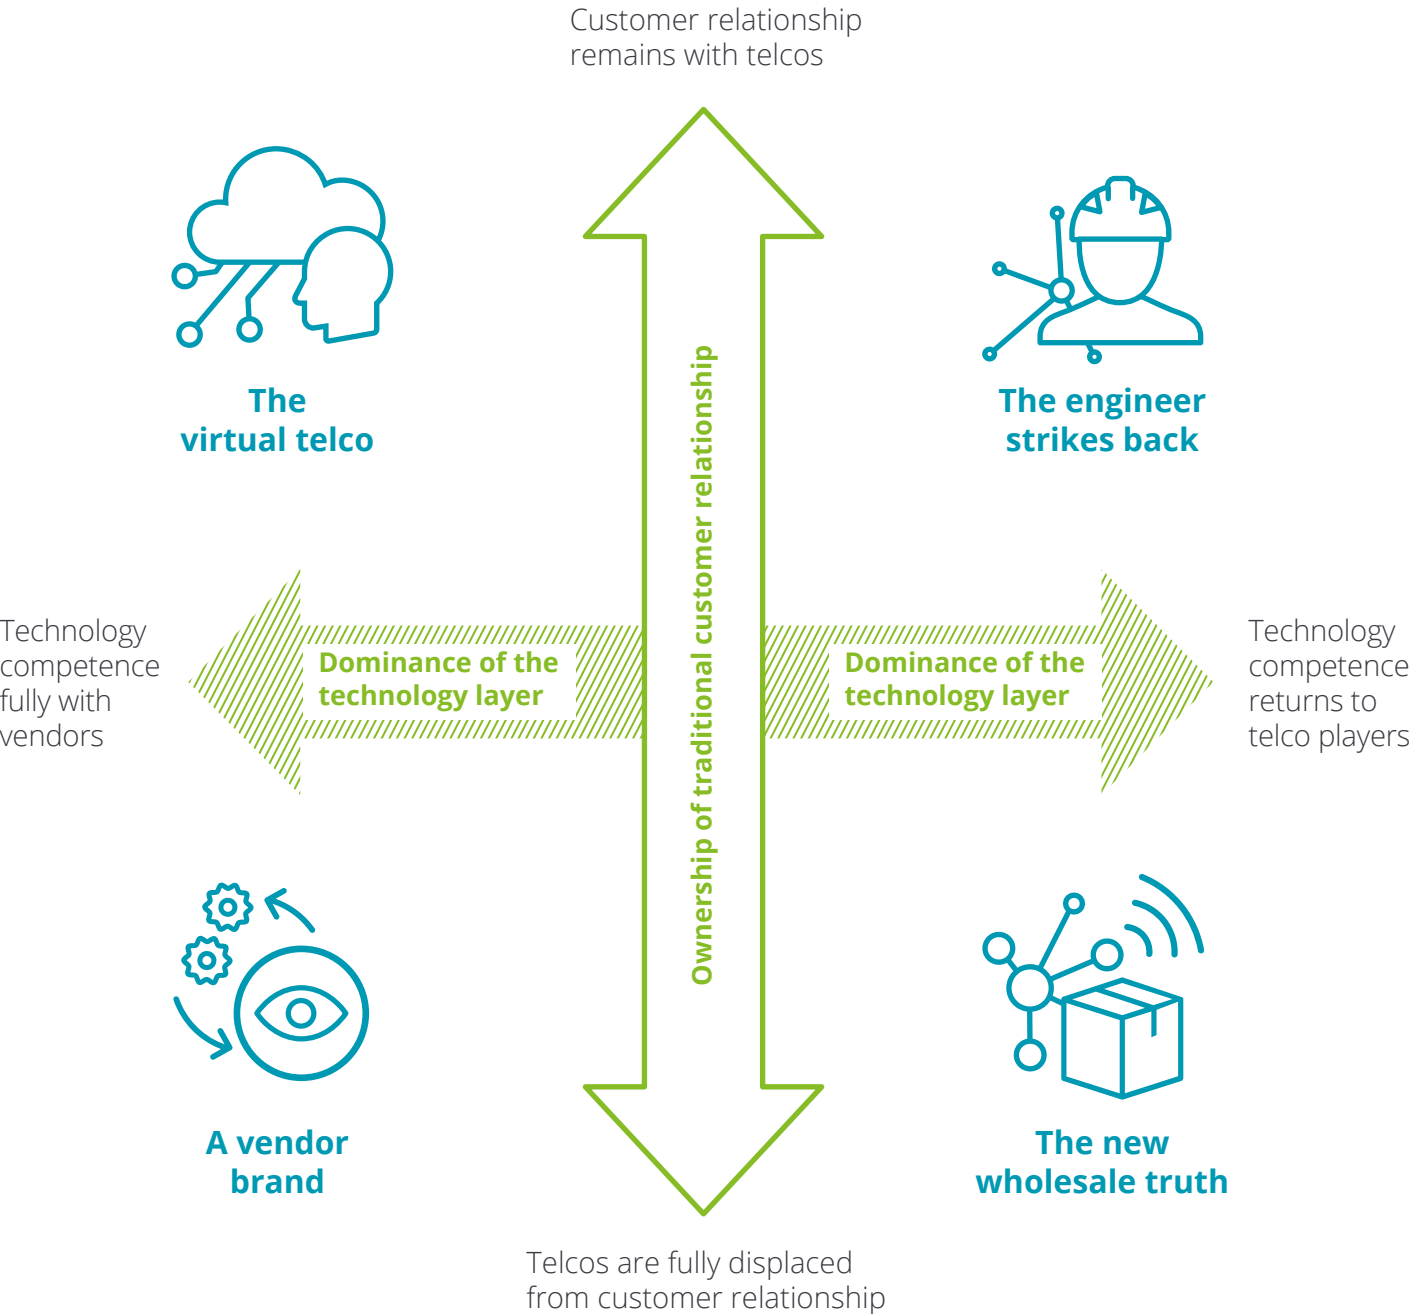 Customer relationship
remains with telcos
The
virtual telco
The engineer
strikes back
Ownership of traditional customer relationship
Technology
competence
fully with
vendors
Dominance of the
technology layer
Dominance of the
technology layer
Technology
competence
returns to
telco players
A vendor
brand
The new
wholesale truth
Telcos are fully displaced
from customer relationship